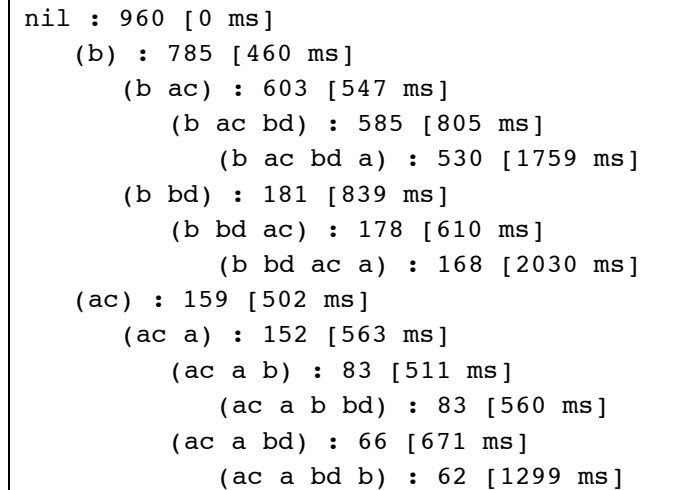 nil : 960 [0 ms]
(b) : 785 [460 ms]
(b ac) : 603 [547 ms]
(b ac bd) : 585 [805 ms]
(b ac bd a) : 530 [1759 ms]
(b bd) : 181 [839 ms]
(b bd ac) : 178 [610 ms]
(b bd ac a) : 168 [2030 ms]
(ac) : 159 [502 ms]
(ac a) : 152 [563 ms]
(ac a b) : 83 [511 ms]
(ac a b bd) : 83 [560 ms]
(ac a bd) : 66 [671 ms]
(ac a bd b) : 62 [1299 ms]